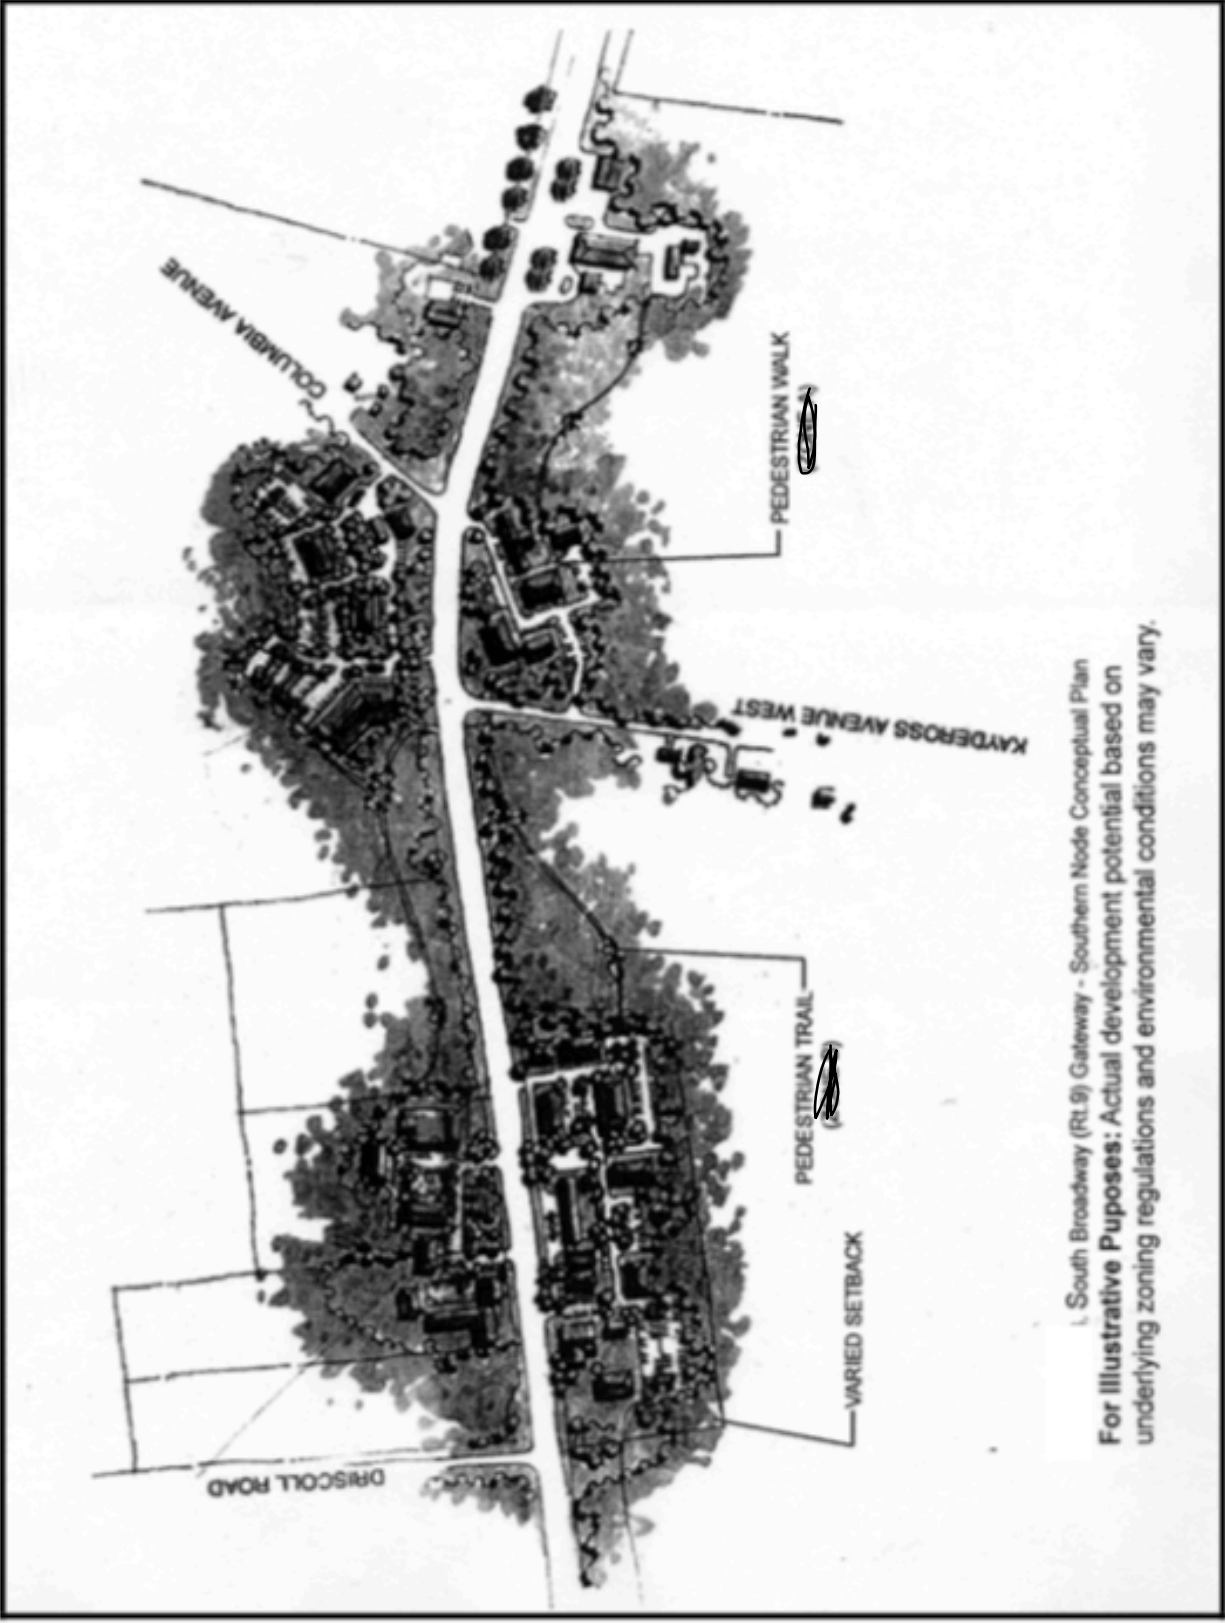 COLUMBIA AVENUE
PEDESTRIAN WALK
KAYDEROSS AVENUE WEST
PEDESTRIAN TRAIL
VARIED SETBACK
DRISCOLL ROAD
South Broadway (Rt.9) Gateway - Southern Node Conceptual Plan
For Illustrative Puposes: Actual development potential based on
underlying zoning regulations and environmental conditions may vary.